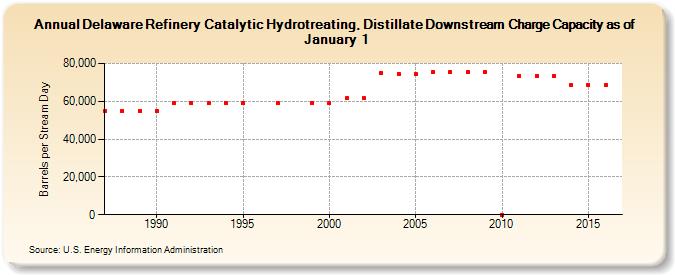 Annual Delaware Refinery Catalytic Hydrotreating, Distillate Downstream Charge Capacity as of
January 1
Barrels per Stream Day
80,000
60,000
40,000
20,000
0
1990 1995 2000 2005 2010 2015
Source: U.S. Energy Information Administration